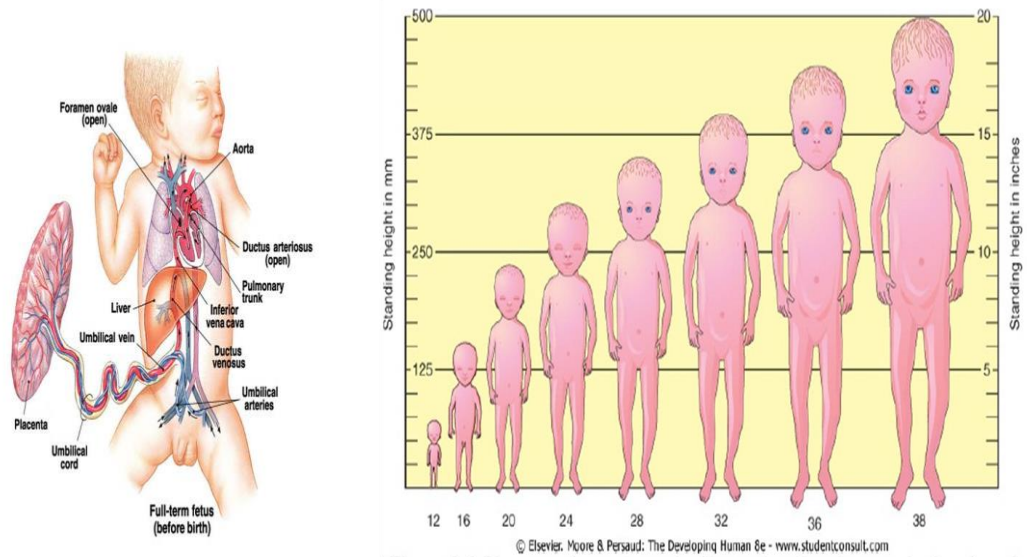 Foramen ovale
(open)
Aorta
Ductus arteriosus
(open)
Pulmonary
trunk
Liver
Inferior
vena cava
Umbilical vein
Ductus
venosus
Umbilical
arteries
Placenta
Umbilical
cord
Full-term fetus
(before birth)
Standing height in mm
500
375
250
125
20
15
10
5
Standing height in inches
12 16 20 24 28 32 36 38
© Elsevier. Moore & Persaud: The Developing Human 8e - www.studentconsult.com